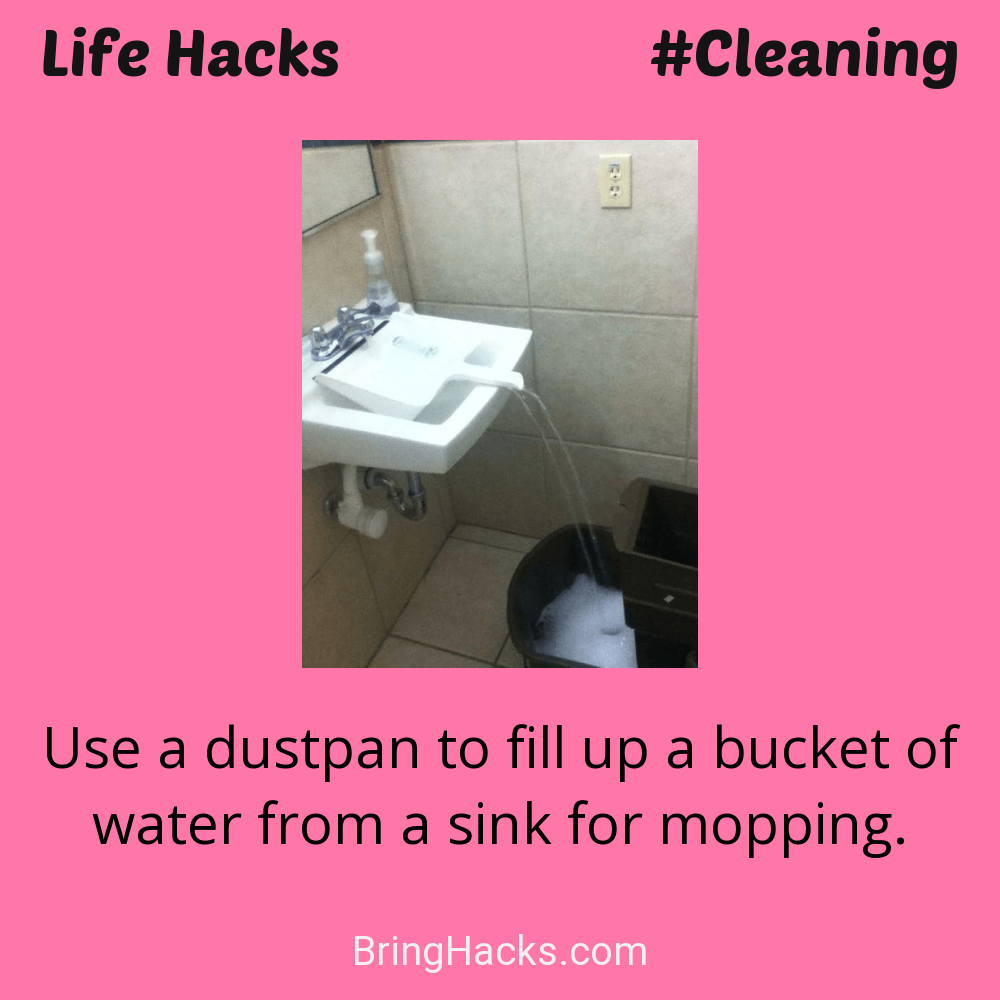 Life Hacks #Cleaning
Use a dustpan to fill up a bucket of
water from a sink for mopping.
BringHacks.com